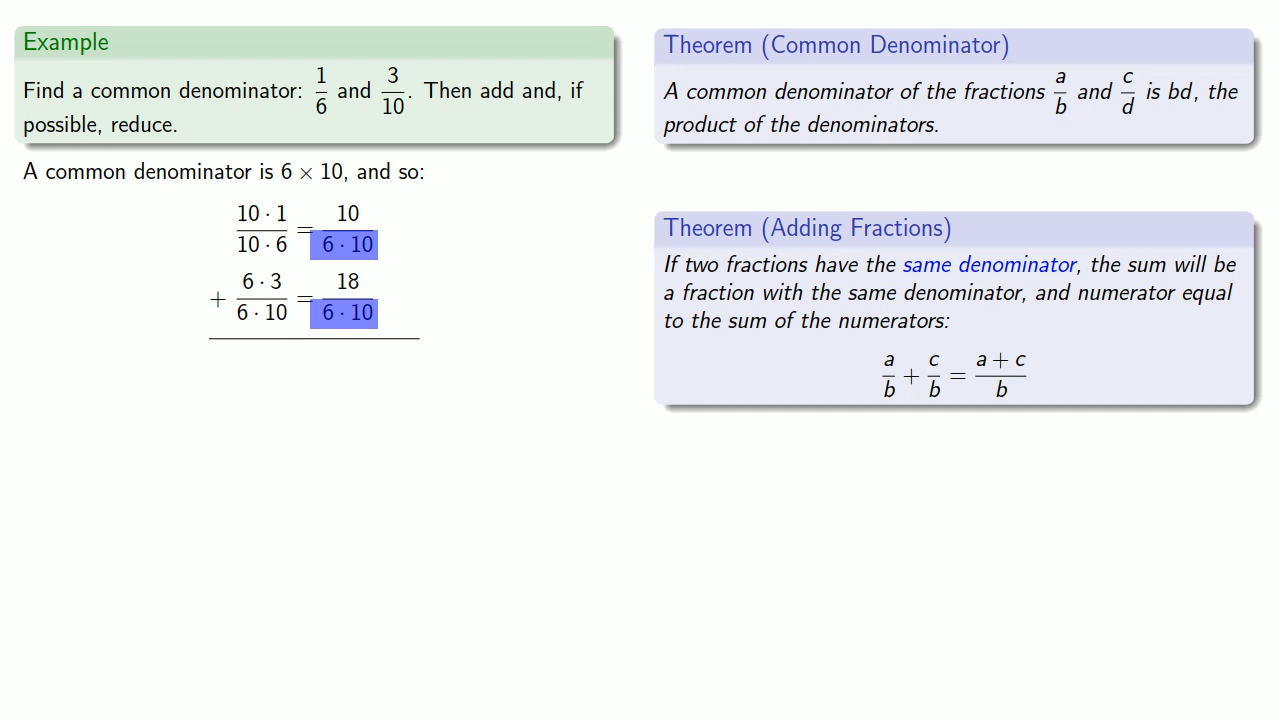 Example
Find a common denominator: 1/6 and 3/10. Then add and, if
possible, reduce.
A common denominator is 6 × 10, and so:
10 · 1/10 · 6 = 10/6 · 10
+ 6 · 3/6 · 10 = 18/6 · 10
Theorem (Common Denominator)
A common denominator of the fractions a/b and c/d is bd, the
product of the denominators.
Theorem (Adding Fractions)
If two fractions have the same denominator, the sum will be
a fraction with the same denominator, and numerator equal
to the sum of the numerators:
a/b + c/b = a + c/b